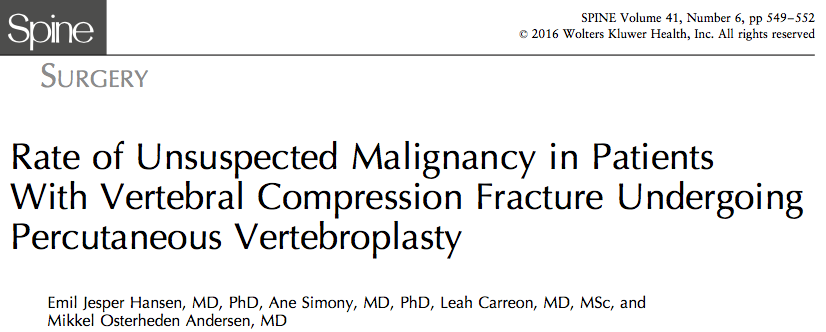 Spine
SPINE Volume 41, Number 6, pp 549–552
© 2016 Wolters Kluwer Health, Inc. All rights reserved
SURGERY
Rate of Unsuspected Malignancy in Patients
With Vertebral Compression Fracture Undergoing
Percutaneous Vertebroplasty
Emil Jesper Hansen, MD, PhD, Ane Simony, MD, PhD, Leah Carreon, MD, MSc, and
Mikkel Osterheden Andersen, MD